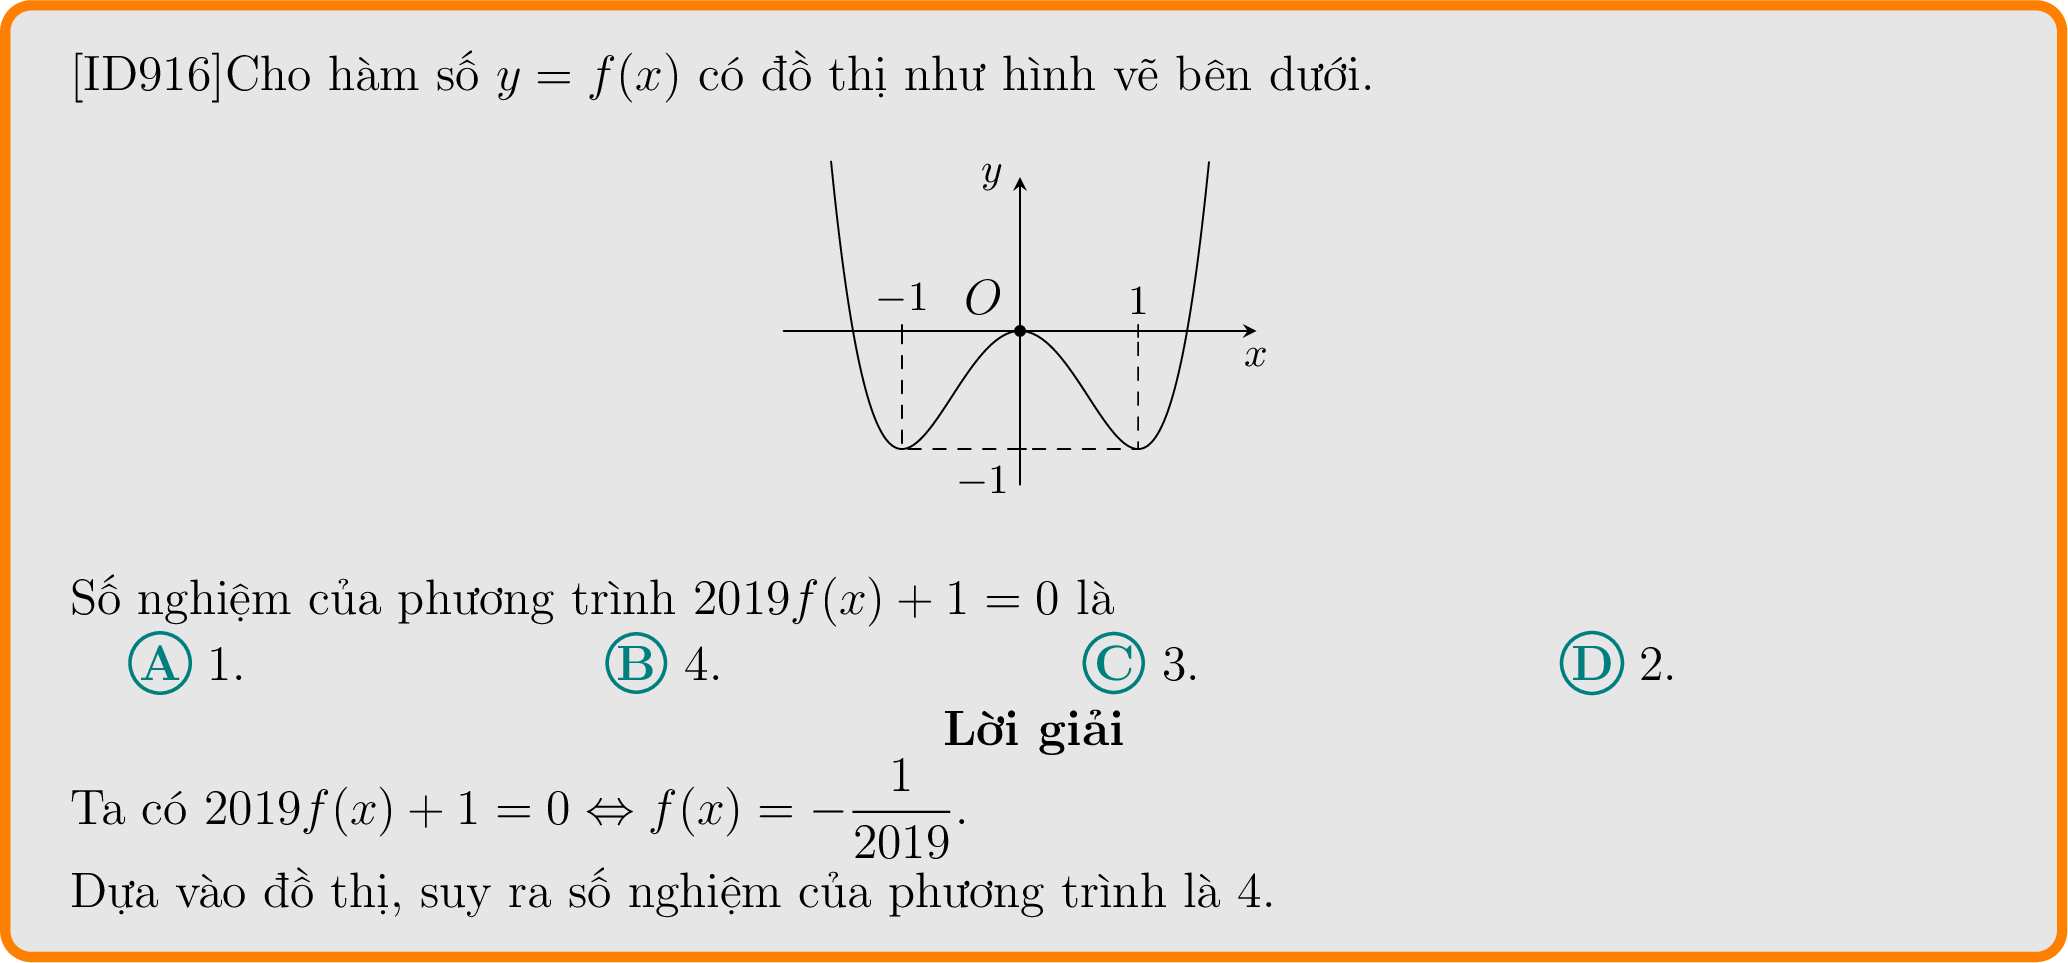 [ID916]Cho hàm số y = f(x) có đồ thị như hình vẽ bên dưới.
y
−1 O 1
x
−1
Số nghiệm của phương trình 2019f(x) + 1 = 0 là
A 1. B 4. C 3. D 2.
Lời giải
Ta có 2019f(x) + 1 = 0 ⇔ f(x) = −1/2019.
Dựa vào đồ thị, suy ra số nghiệm của phương trình là 4.